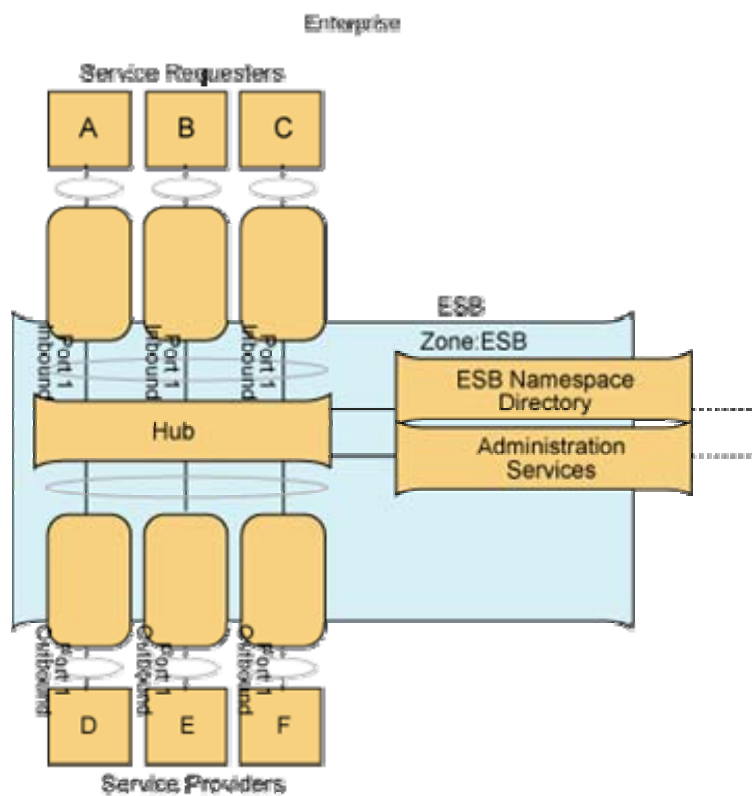 Enterprise
Service Requesters
A
B
C
ESB
Zone:ESB
Port 1
Inbound
Port 1
Inbound
Port 1
Inbound
ESB Namespace
Directory
Hub
Administration
Services
Port 1
Outbound
Port 1
Outbound
Port 1
Outbound
D
E
F
Service Providers